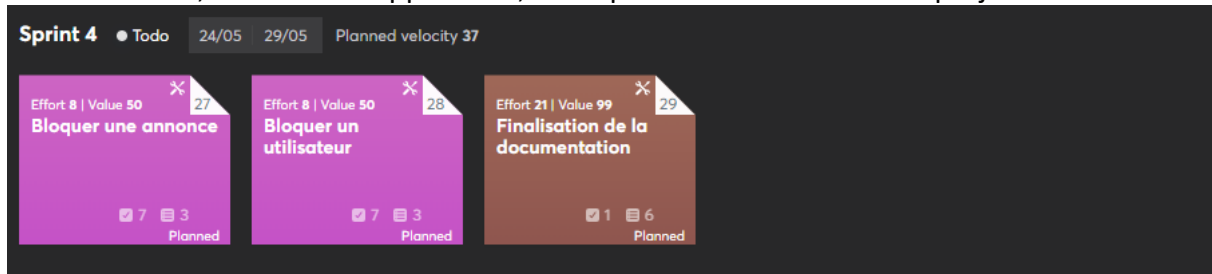 Sprint 4 Todo 24/05 29/05 Planned velocity 37
Effort 8 | Value 50
27
Bloquer une annonce
7 3
Planned
Effort 8 | Value 50
28
Bloquer un
utilisateur
7 3
Planned
Effort 21 | Value 99
29
Finalisation de la
documentation
1 6
Planned